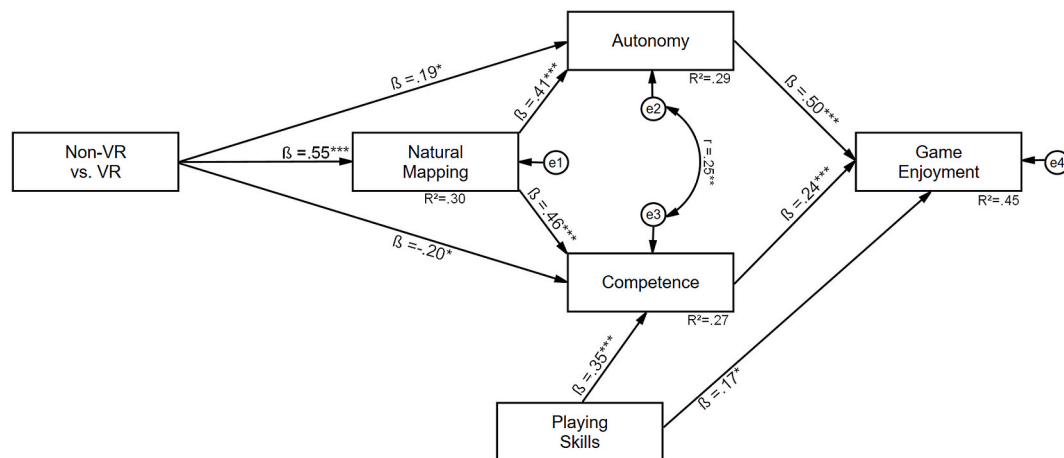 Autonomy
R²=.29
ß =.19*
ß =.41***
e2
ß =.50***
Non-VR
vs. VR
ß =.55***
Natural
Mapping
R²=.30
e1
r =.25**
Game
Enjoyment
R²=.45
e4
ß =.46***
e3
ß =.24***
ß =-.20*
Competence
R²=.27
ß =.35***
ß =.17*
Playing
Skills